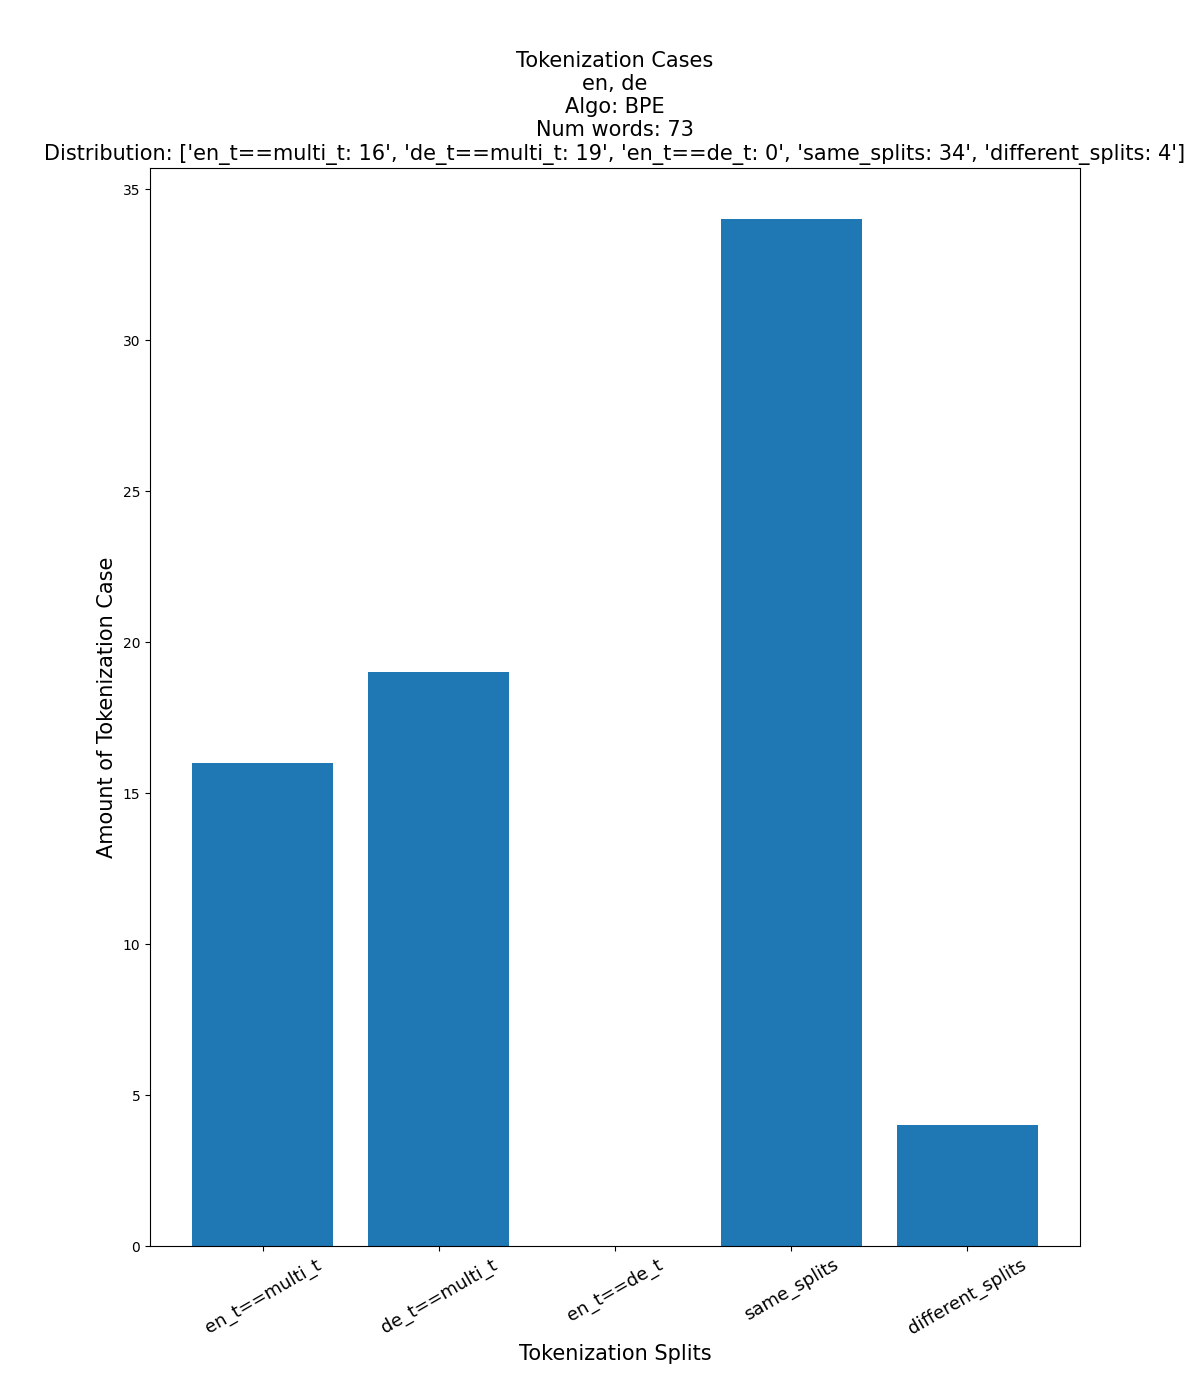 Tokenization Cases
en, de
Algo: BPE
Num words: 73
Distribution: ['en_t==multi_t: 16', 'de_t==multi_t: 19', 'en_t==de_t: 0', 'same_splits: 34', 'different_splits: 4']
35
30
25
20
15
10
5
0
Amount of Tokenization Case
en_t==multi_t
de_t==multi_t
en_t==de_t
same_splits
different_splits
Tokenization Splits